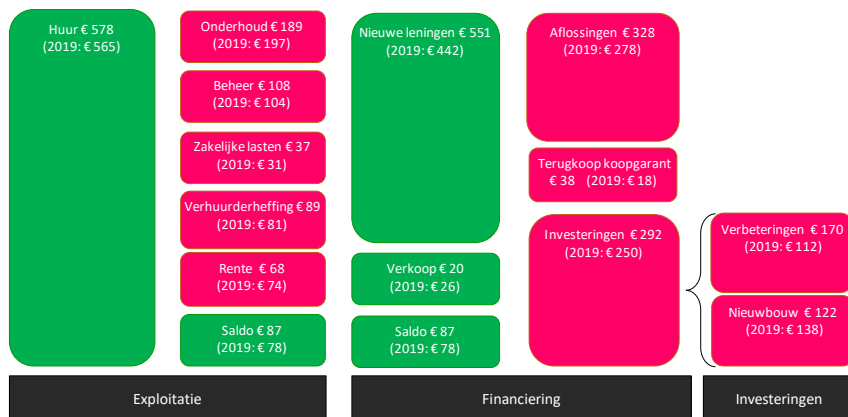 Huur € 578
(2019: € 565)
Onderhoud € 189
(2019: € 197)
Beheer € 108
(2019: € 104)
Zakelijke lasten € 37
(2019: € 31)
Verhuurderheffing € 89
(2019: € 81)
Rente € 68
(2019: € 74)
Saldo € 87
(2019: € 78)
Exploitatie
Nieuwe leningen € 551
(2019: € 442)
Verkoop € 20
(2019: € 26)
Saldo € 87
(2019: € 78)
Aflossingen € 328
(2019: € 278)
Terugkoop koopgarant
€ 38 (2019: € 18)
Investeringen € 292
(2019: € 250)
Financiering
Verbeteringen € 170
(2019: € 112)
Nieuwbouw € 122
(2019: € 138)
Investeringen